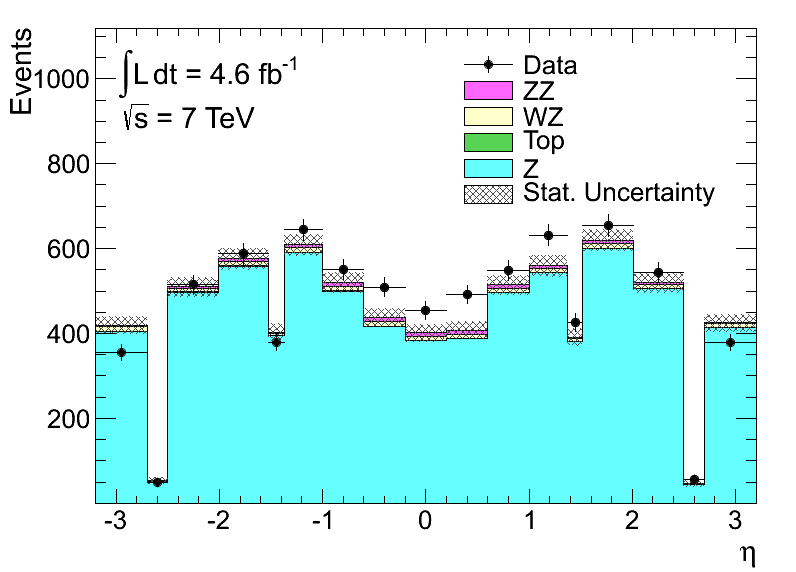 Events
1000
800
600
400
200
∫L dt = 4.6 fb⁻¹
√s = 7 TeV
Data
ZZ
WZ
Top
Z
Stat. Uncertainty
-3 -2 -1 0 1 2 3
η